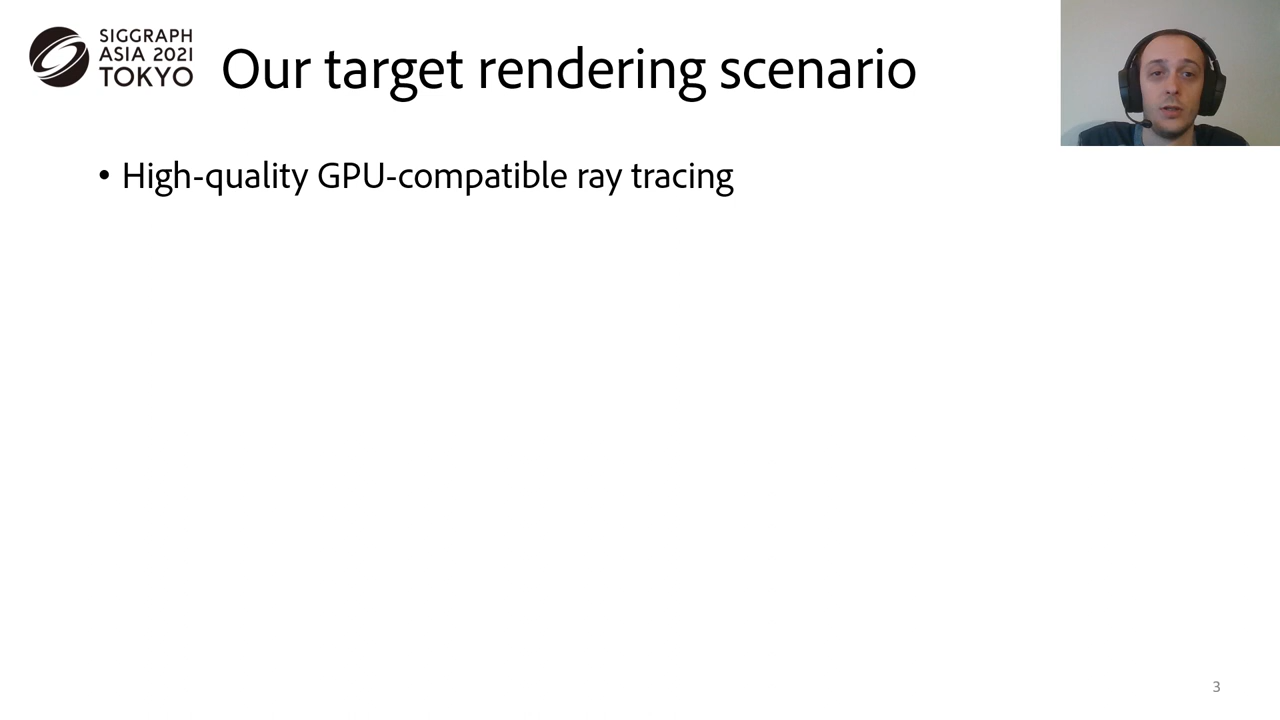 SIGGRAPH
ASIA 2021
TOKYO
Our target rendering scenario
• High-quality GPU-compatible ray tracing
3